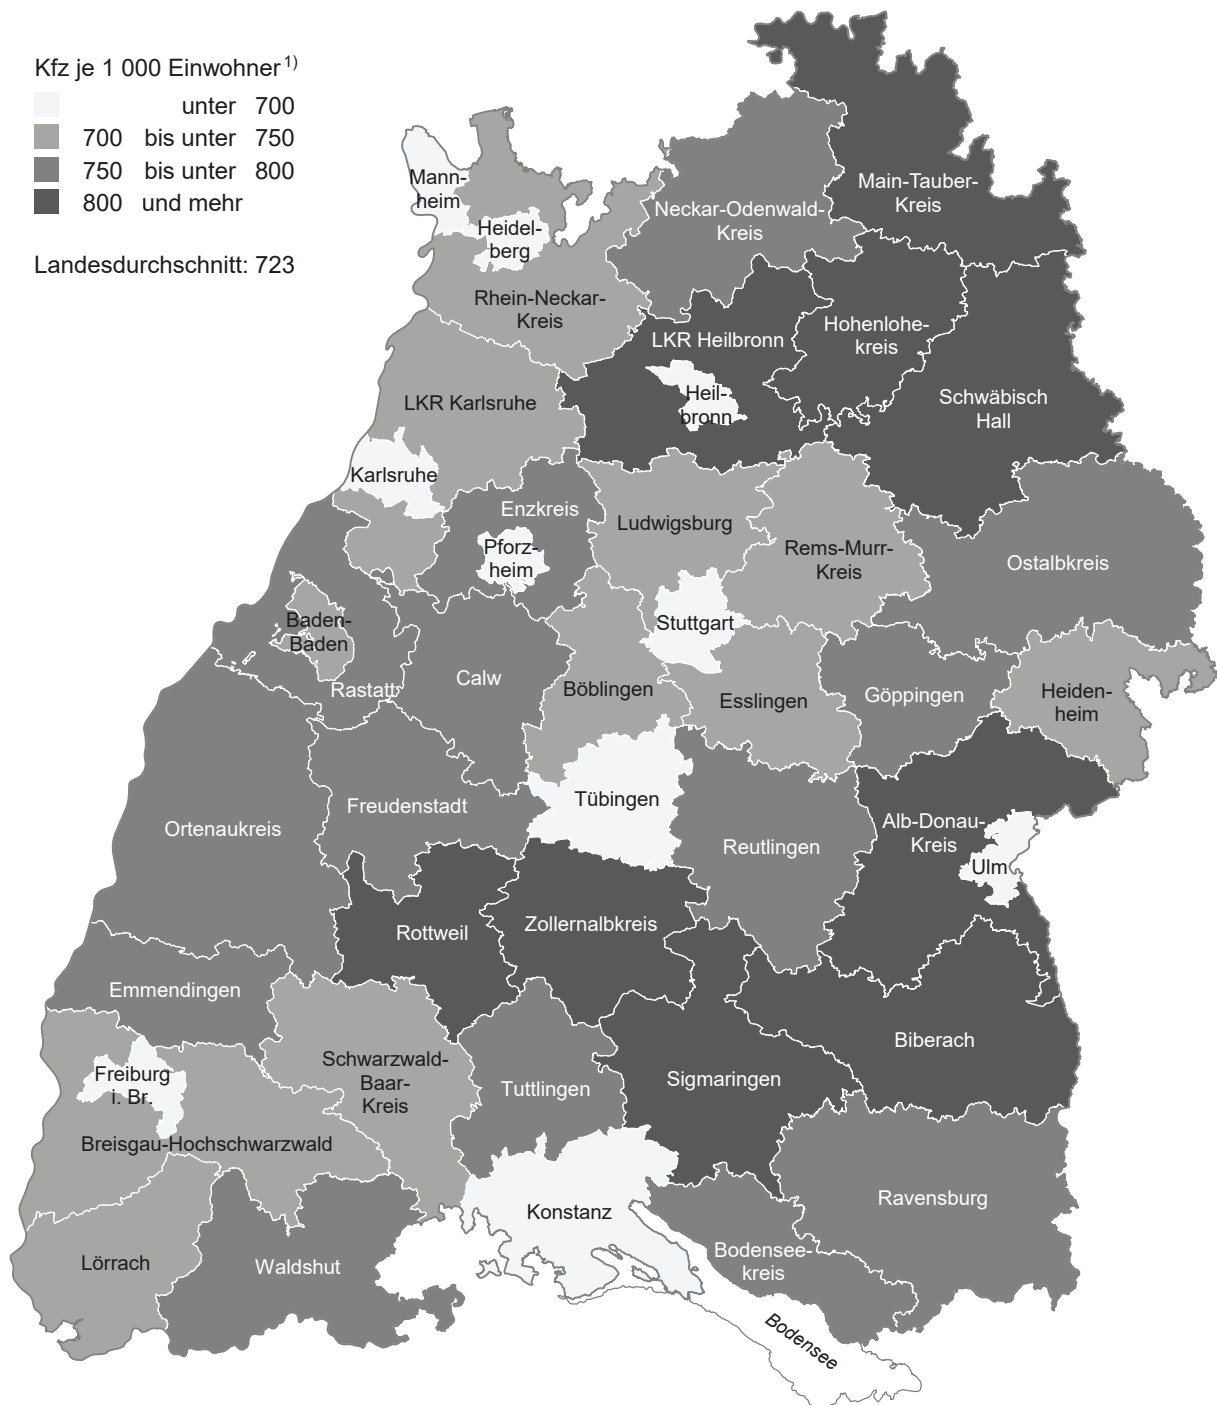 Kfz je 1 000 Einwohner 1)
unter 700
700 bis unter 750
750 bis unter 800
800 und mehr
Landesdurchschnitt: 723
Main-Tauber-
Kreis
Mann-
heim
Neckar-Odenwald-
Kreis
Heidel-
berg
Rhein-Neckar-
Kreis
Hohenlohe-
kreis
LKR Heilbronn
Heil-
bronn
Schwäbisch
Hall
LKR Karlsruhe
Karlsruhe
Enzkreis
Ludwigsburg
Pforz-
heim
Rems-Murr-
Kreis
Ostalbkreis
Baden-
Baden
Stuttgart
Rastatt
Calw
Böblingen
Esslingen
Göppingen
Heiden-
heim
Freudenstadt
Tübingen
Ortenaukreis
Reutlingen
Alb-Donau-
Kreis
Ulm
Rottweil
Zollernalbkreis
Emmendingen
Biberach
Freiburg
i. Br.
Schwarzwald-
Baar-
Kreis
Tuttlingen
Sigmaringen
Breisgau-Hochschwarzwald
Ravensburg
Konstanz
Lörrach
Waldshut
Bodensee-
kreis
Bodensee